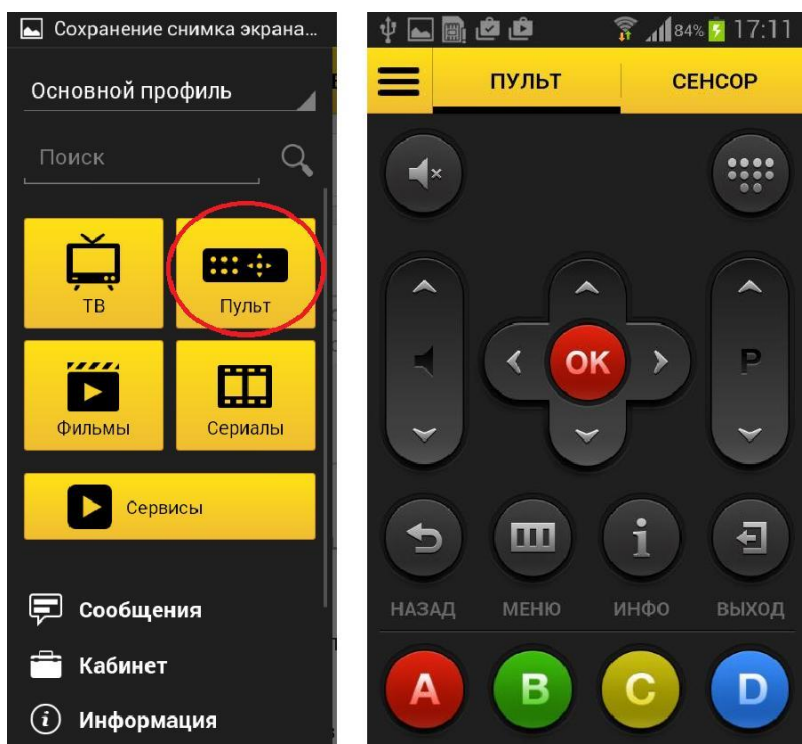 Сохранение снимка экрана...
Основной профиль
Поиск
ТВ
Пульт
Фильмы
Сериалы
Сервисы
Сообщения
Кабинет
Информация
84%
17:11
ПУЛЬТ
СЕНСОР
OK
P
НАЗАД
МЕНЮ
ИНФО
ВЫХОД
A
B
C
D